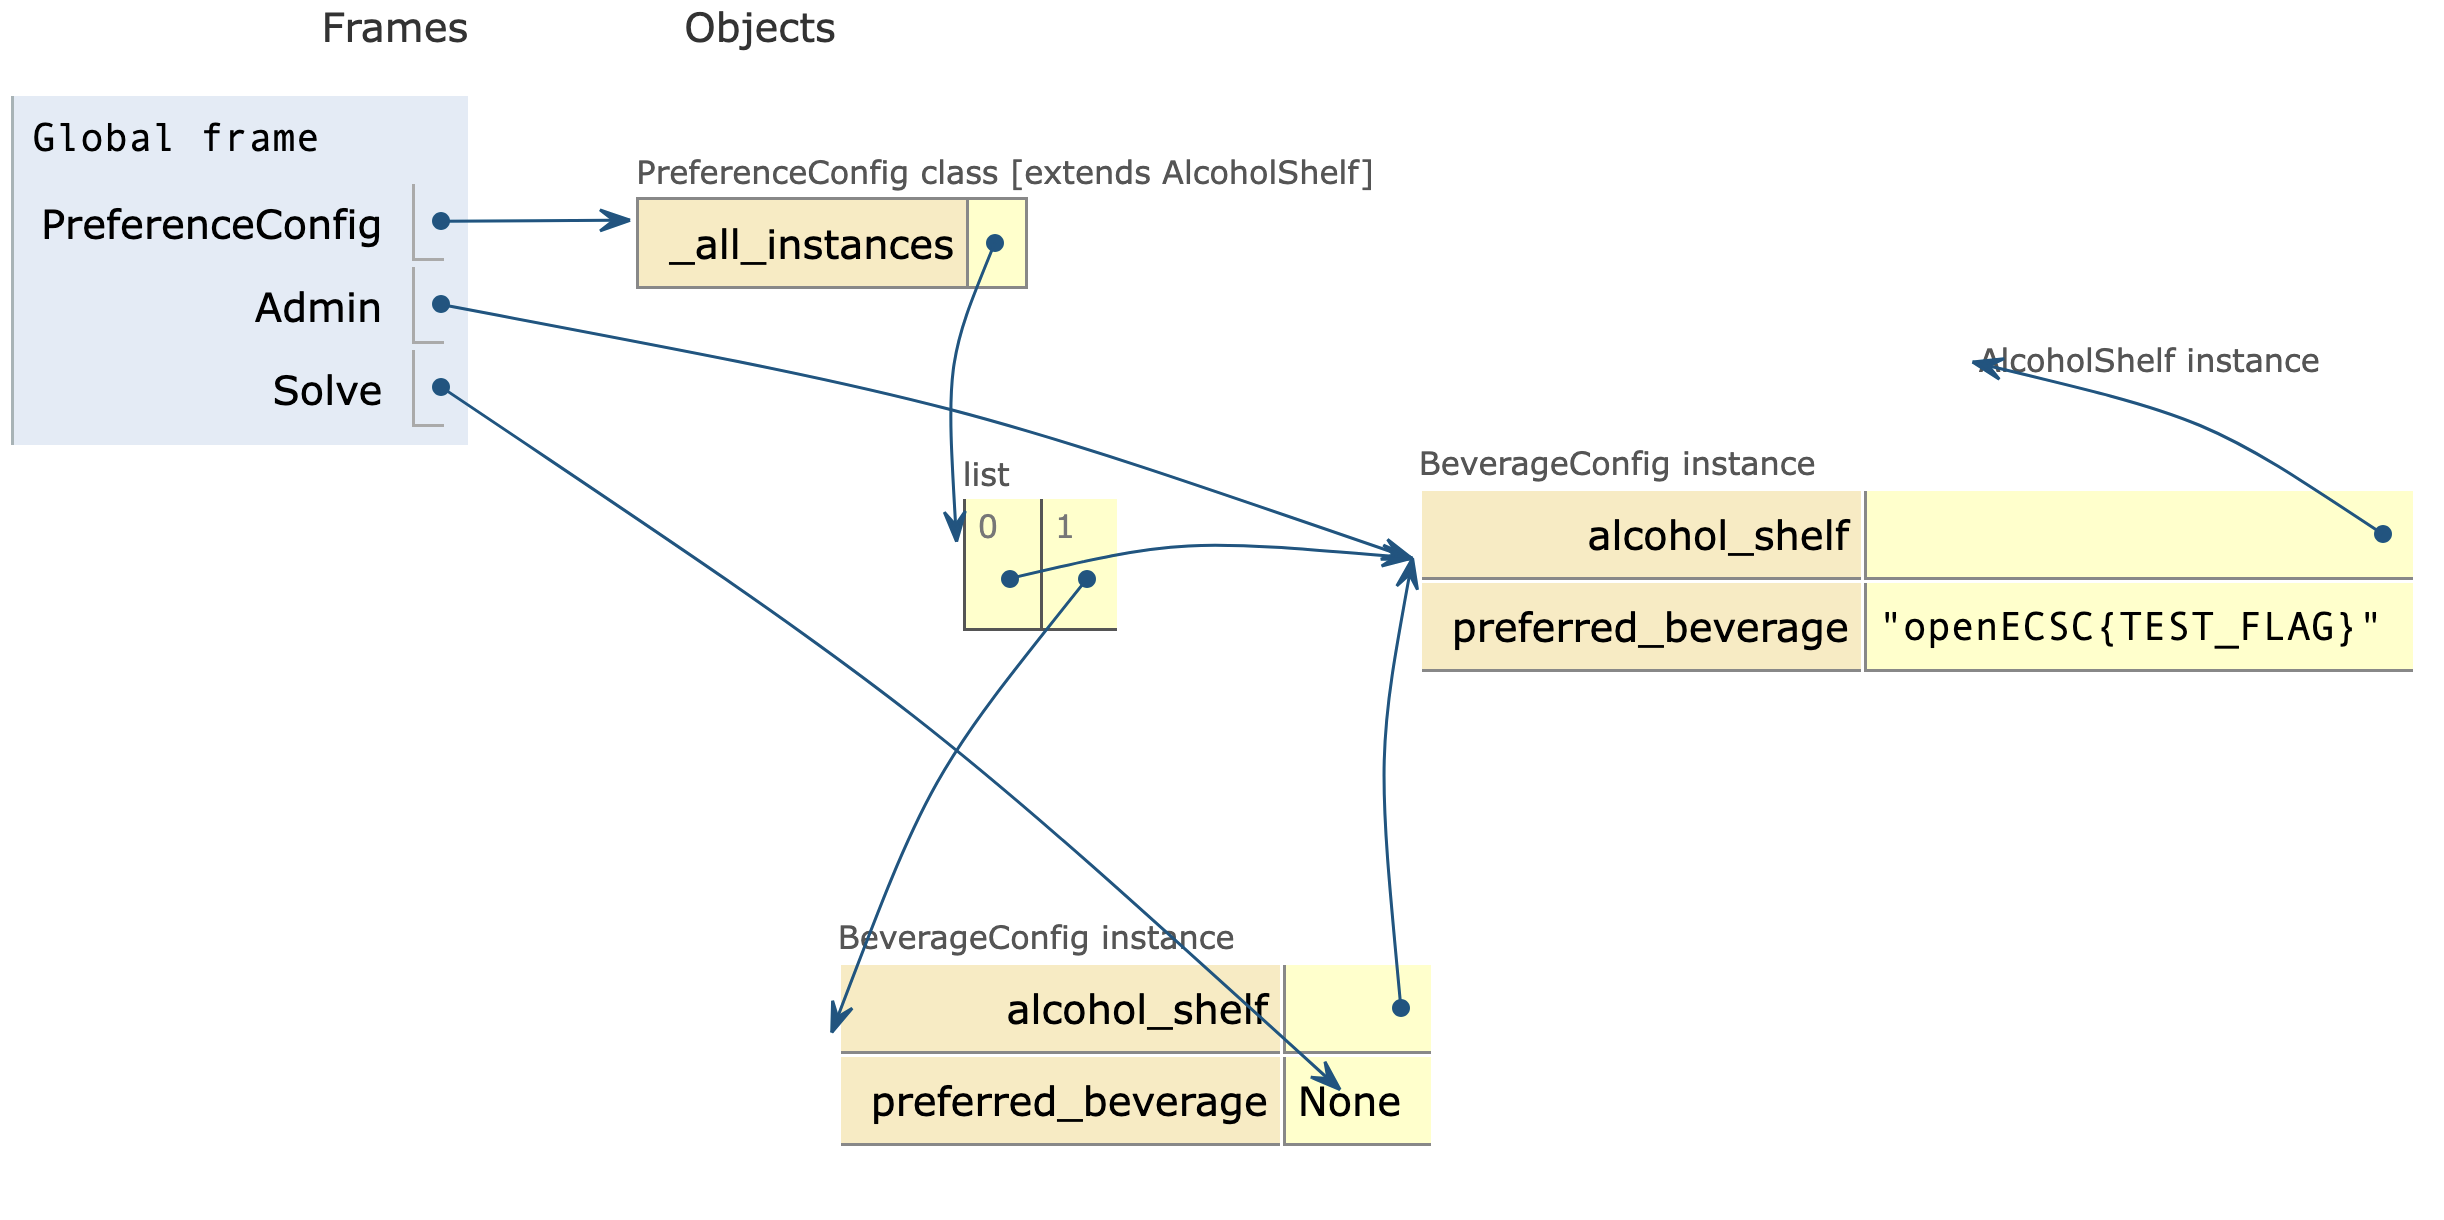 Frames
Objects
Global frame
PreferenceConfig
Admin
Solve
PreferenceConfig class [extends AlcoholShelf]
_all_instances
AlcoholShelf instance
list
0 1
BeverageConfig instance
alcohol_shelf
preferred_beverage "openECSC{TEST_FLAG}"
BeverageConfig instance
alcohol_shelf
preferred_beverage None